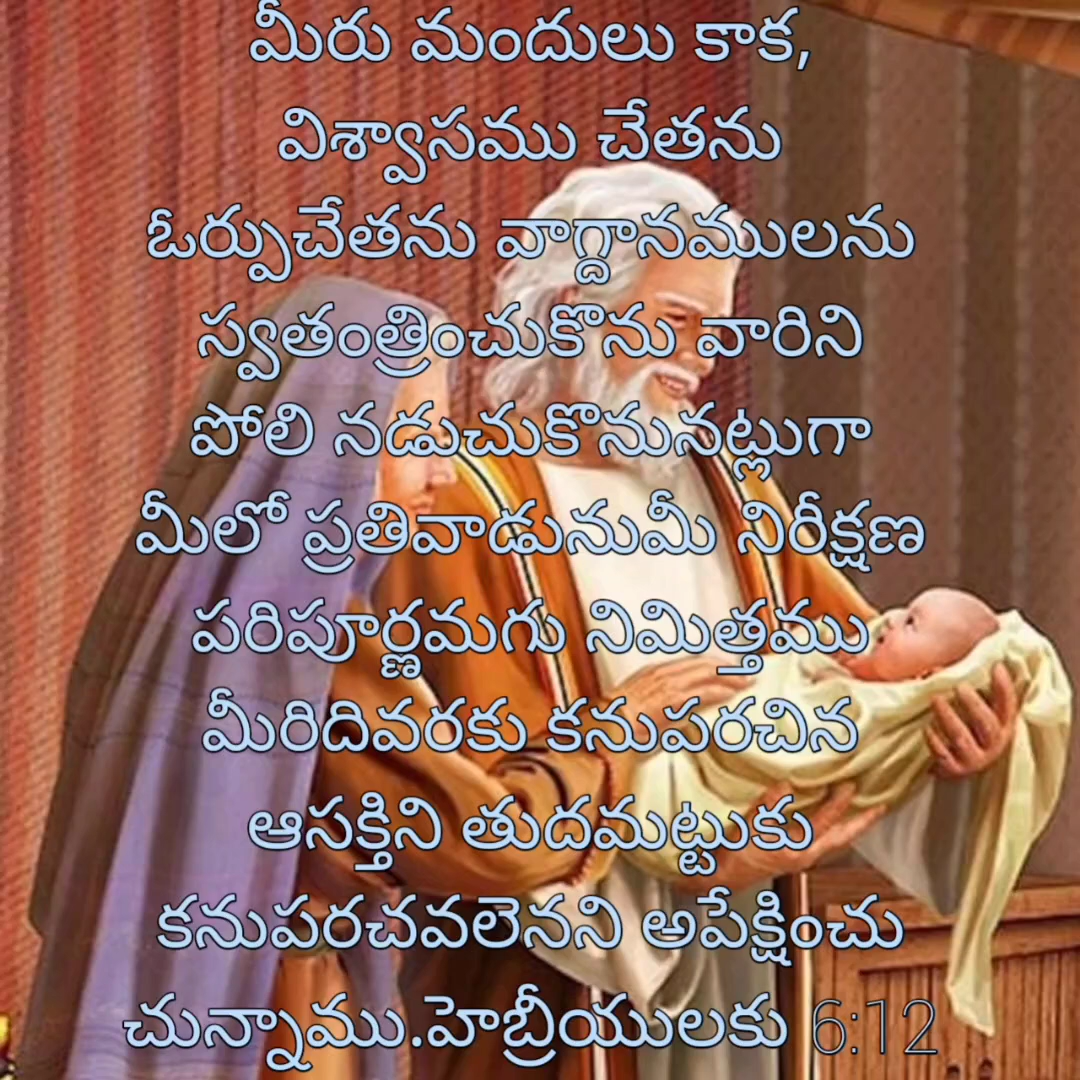 మీరు మందులు కాక,
విశ్వాసము చేతను
ఓర్పుచేతను వాగ్దానములను
స్వతంత్రించుకొను వారిని
పోలి నడుచుకొనునట్లుగా
మీలో ప్రతివాడునుమీ నిరీక్షణ
పరిపూర్ణమగు నిమిత్తము
మీరిదివరకు కనుపరచిన
ఆసక్తిని తుదమట్టుకు
కనుపరచవలెనని అపేక్షించు
చున్నాము.హెబ్రీయులకు 6:12